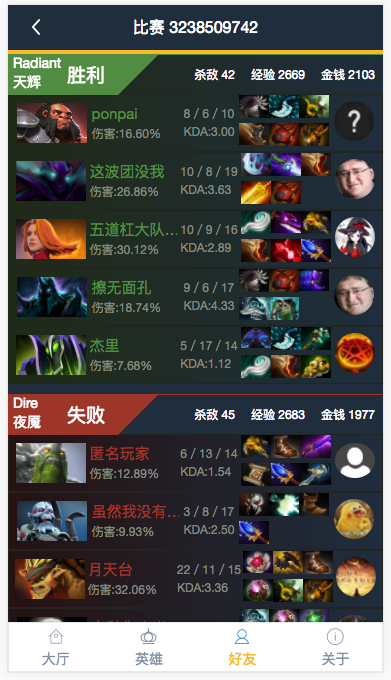 比赛 3238509742
Radiant
天辉
胜利
杀敌 42
经验 2669
金钱 2103
ponpai
8 / 6 / 10
伤害:16.60%
KDA:3.00
这波团没我
10 / 8 / 19
伤害:26.86%
KDA:3.63
五道杠大队...
10 / 9 / 16
伤害:30.12%
KDA:2.89
擦无面孔
9 / 6 / 17
伤害:18.74%
KDA:4.33
杰里
5 / 17 / 14
伤害:7.68%
KDA:1.12
Dire
夜魇
失败
杀敌 45
经验 2683
金钱 1977
匿名玩家
6 / 13 / 14
伤害:12.89%
KDA:1.54
虽然我没有...
3 / 8 / 17
伤害:9.93%
KDA:2.50
月天台
22 / 11 / 15
伤害:32.06%
KDA:3.36
大厅
英雄
好友
关于